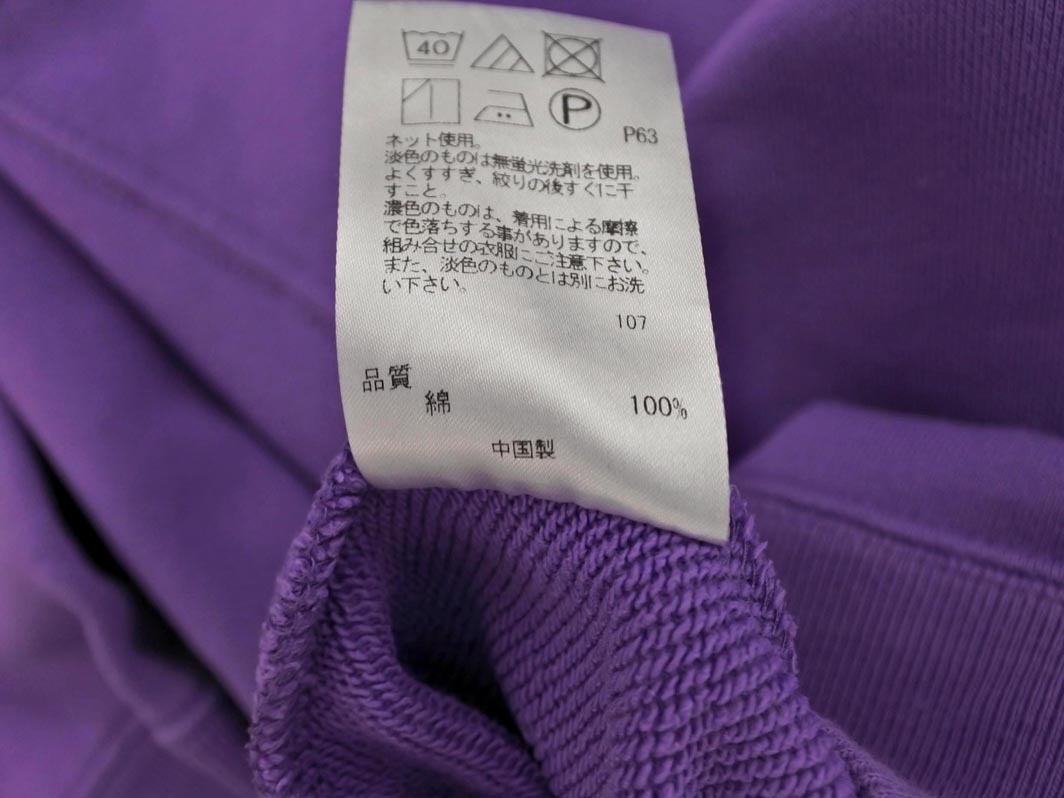 40
P
P63
ネット使用。
淡色のものは無蛍光洗剤を使用。
よくすすぎ、絞りの後すぐに干
すこと。
濃色のものは、着用による摩擦
で色落ちする事がありますので、
組み合せの衣服にご注意下さい。
また、淡色のものとは別にお洗
い下さい。
107
品質
綿 100%
中国製